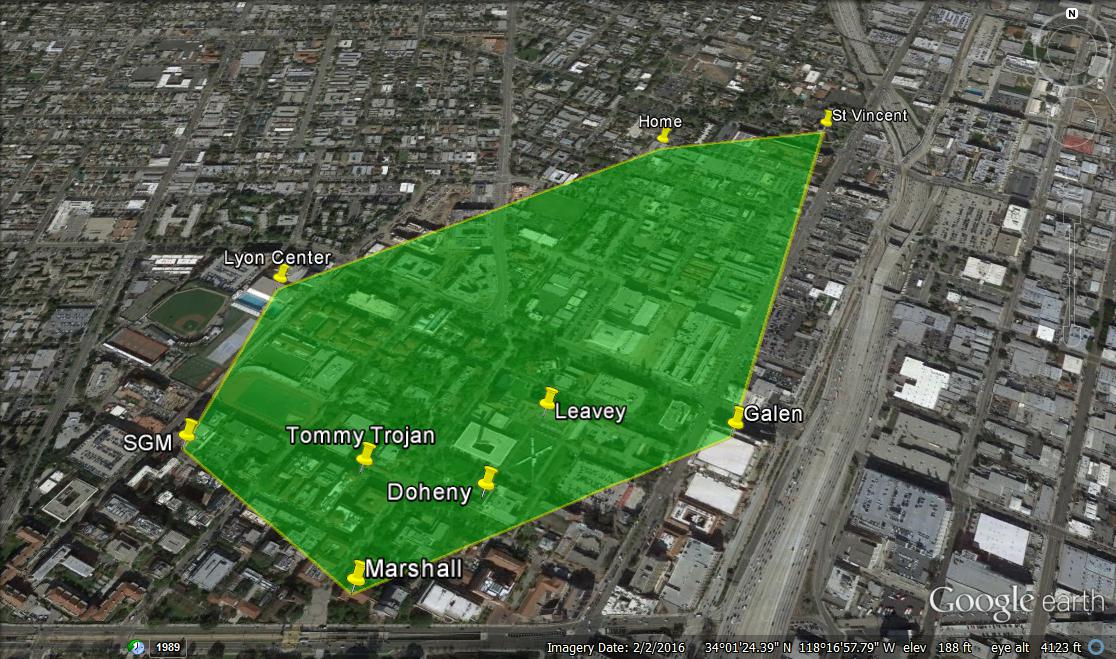 N
St Vincent
Home
Lyon Center
Leavey
Galen
SGM
Tommy Trojan
Doheny
Marshall
Google earth
1989
Imagery Date: 2/2/2016 34°01'24.39" N 118°16'57.79" W elev 188 ft eye alt 4123 ft